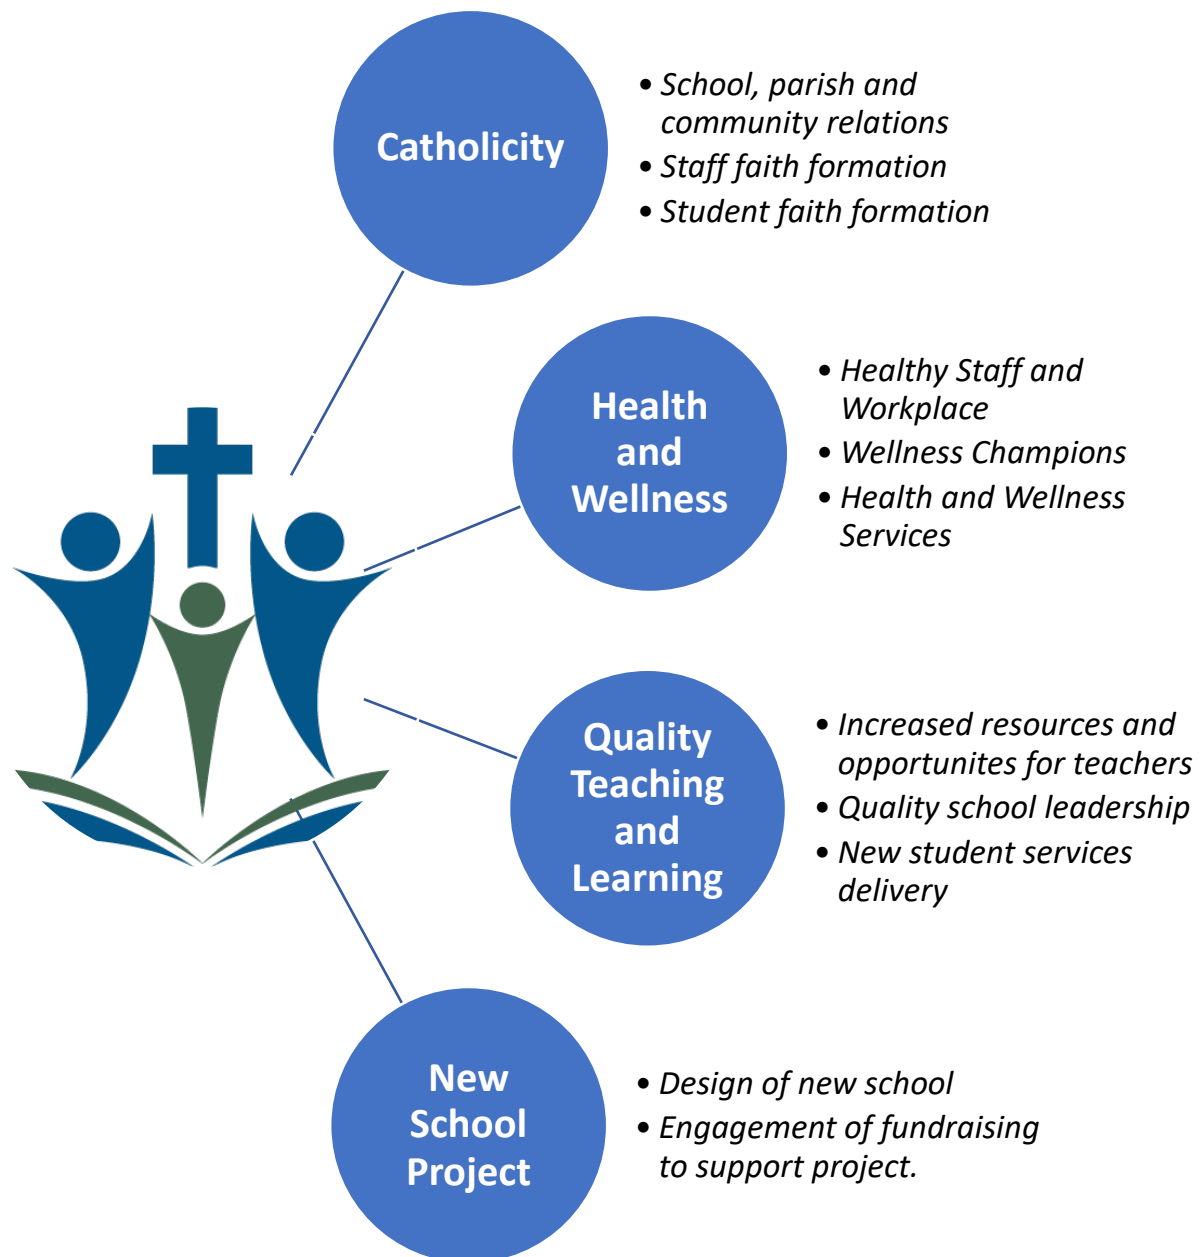 Catholicity
• School, parish and
community relations
• Staff faith formation
• Student faith formation
Health
and
Wellness
• Healthy Staff and
Workplace
• Wellness Champions
• Health and Wellness
Services
Quality
Teaching
and
Learning
• Increased resources and
opportunites for teachers
• Quality school leadership
• New student services
delivery
New
School
Project
• Design of new school
• Engagement of fundraising
to support project.